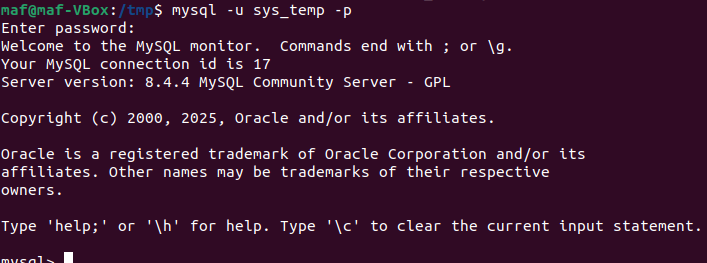 maf@maf-VBox:/tmp$ mysql -u sys_temp -p
Enter password:
Welcome to the MySQL monitor.  Commands end with ; or \g.
Your MySQL connection id is 17
Server version: 8.4.4 MySQL Community Server - GPL

Copyright (c) 2000, 2025, Oracle and/or its affiliates.

Oracle is a registered trademark of Oracle Corporation and/or its
affiliates. Other names may be trademarks of their respective
owners.

Type 'help;' or '\h' for help. Type '\c' to clear the current input statement.

mysql>